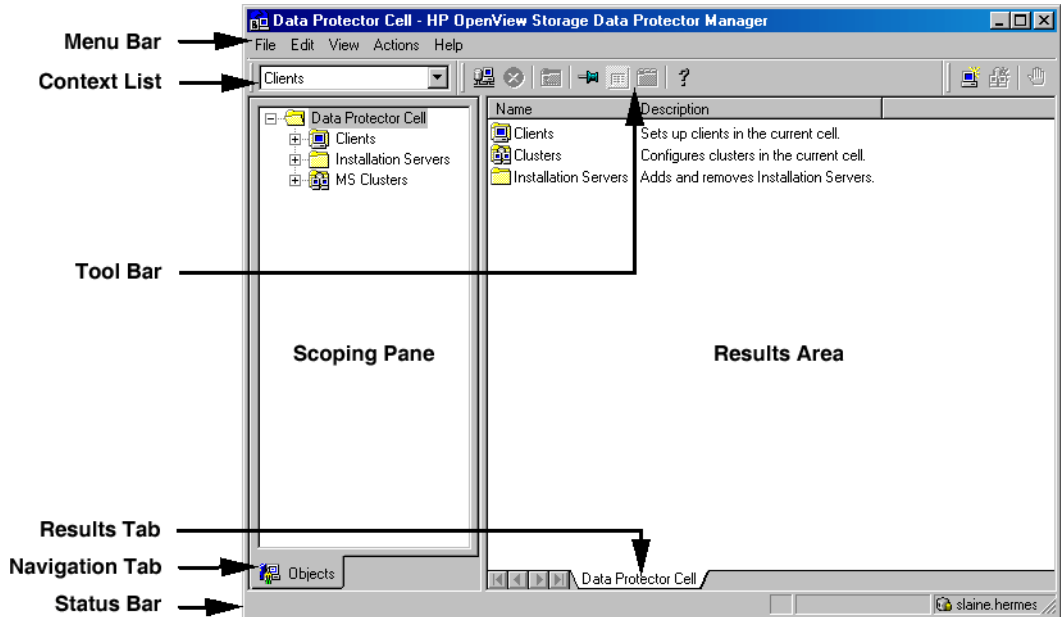 Data Protector Cell - HP OpenView Storage Data Protector Manager
Menu Bar
File Edit View Actions Help
Context List
Clients
Name Description
Data Protector Cell
Clients
Installation Servers
MS Clusters
Clients Sets up clients in the current cell.
Clusters Configures clusters in the current cell.
Installation Servers Adds and removes Installation Servers.
Tool Bar
Scoping Pane
Results Area
Results Tab
Navigation Tab
Objects
Data Protector Cell
Status Bar
slaine.hermes